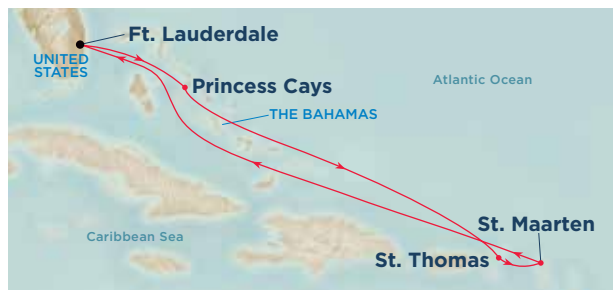 Ft. Lauderdale
UNITED
STATES
Princess Cays
Atlantic Ocean
THE BAHAMAS
St. Maarten
Caribbean Sea
St. Thomas